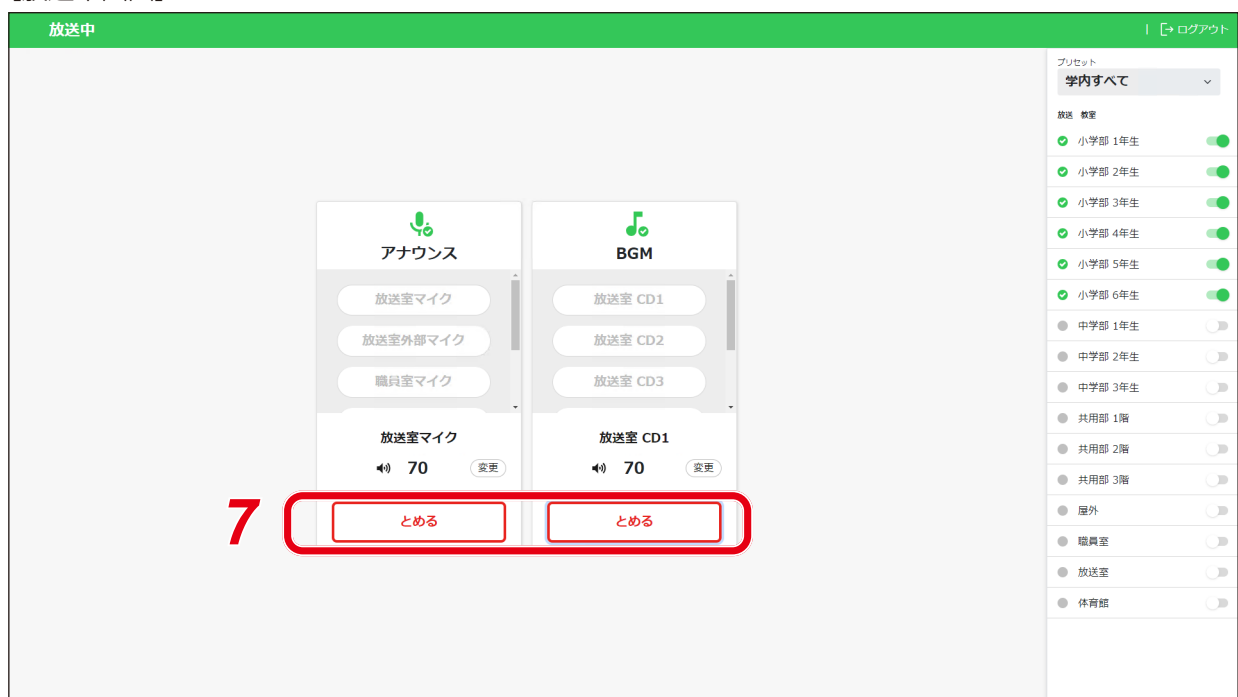 放送中
ログアウト
プリセット
学内すべて
放送 教室
小学部 1年生
小学部 2年生
小学部 3年生
小学部 4年生
小学部 5年生
小学部 6年生
中学部 1年生
中学部 2年生
中学部 3年生
共用部 1階
共用部 2階
共用部 3階
屋外
職員室
放送室
体育館
アナウンス
放送室マイク
放送室外部マイク
職員室マイク
放送室マイク
70 変更
とめる
BGM
放送室 CD1
放送室 CD2
放送室 CD3
放送室 CD1
70 変更
とめる
7